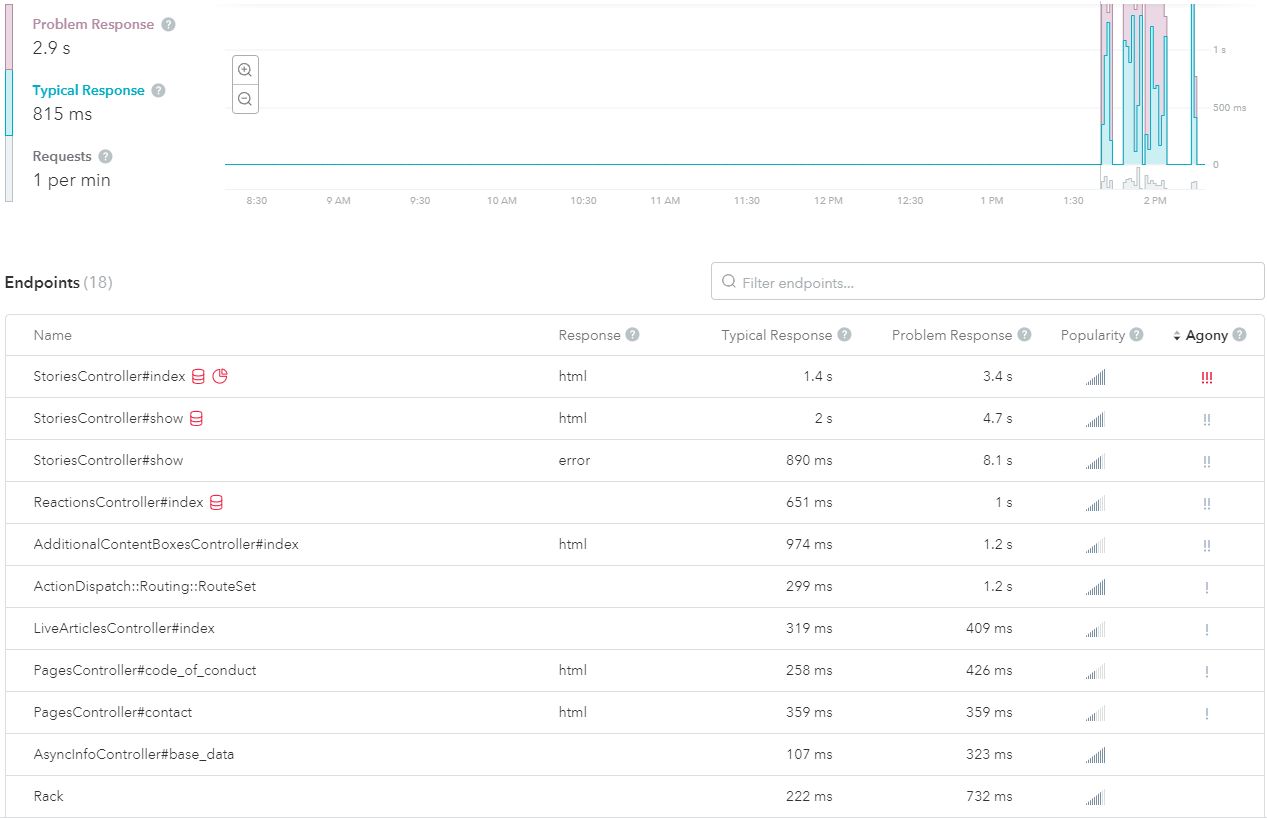 Problem Response ?
2.9 s
Typical Response ?
815 ms
Requests ?
1 per min
1 s
500 ms
0
8:30 9 AM 9:30 10 AM 10:30 11 AM 11:30 12 PM 12:30 1 PM 1:30 2 PM
Endpoints (18)
Filter endpoints...
Name Response ? Typical Response ? Problem Response ? Popularity ? Agony ?
StoriesController#index html 1.4 s 3.4 s !!!
StoriesController#show html 2 s 4.7 s !!
StoriesController#show error 890 ms 8.1 s !!
ReactionsController#index 651 ms 1 s !!
AdditionalContentBoxesController#index html 974 ms 1.2 s !!
ActionDispatch::Routing::RouteSet 299 ms 1.2 s !
LiveArticlesController#index 319 ms 409 ms !
PagesController#code_of_conduct html 258 ms 426 ms !
PagesController#contact html 359 ms 359 ms !
AsyncInfoController#base_data 107 ms 323 ms
Rack 222 ms 732 ms